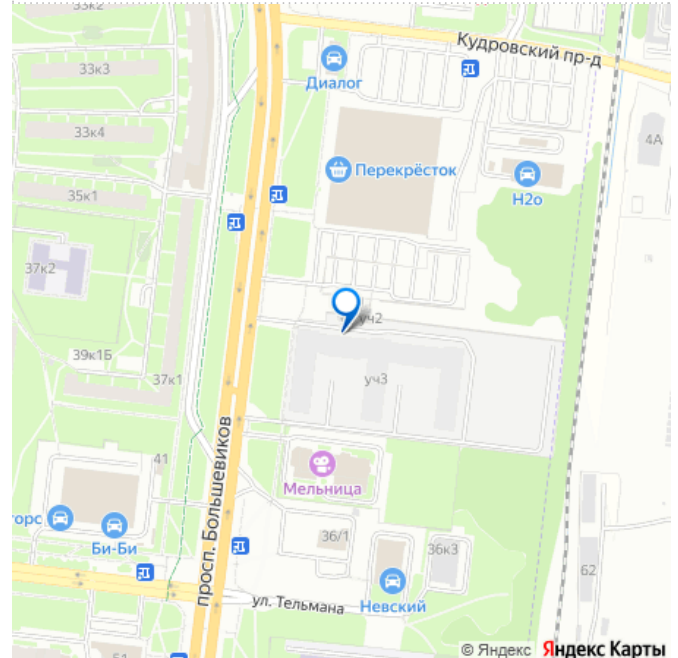 33к2
Кудровский пр-д
33к3
Диалог
33к4
4А
Перекрёсток
35к1
H2o
37к2
уч2
39к1Б
37к1
уч3
просп. Большевиков
41
Мельница
торс
Би-Би
36/1
36к3
62
ул. Тельмана
Невский
© Яндекс Яндекс Карты